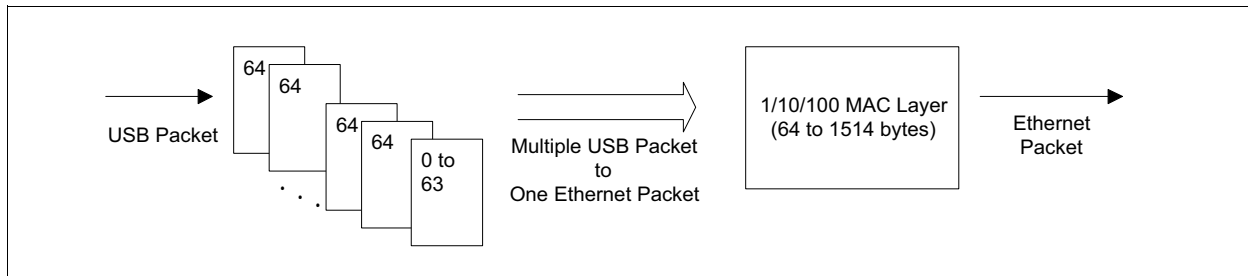 USB Packet
64
64
64
64
0 to
63
. . .
Multiple USB Packet
to
One Ethernet Packet
1/10/100 MAC Layer
(64 to 1514 bytes)
Ethernet
Packet